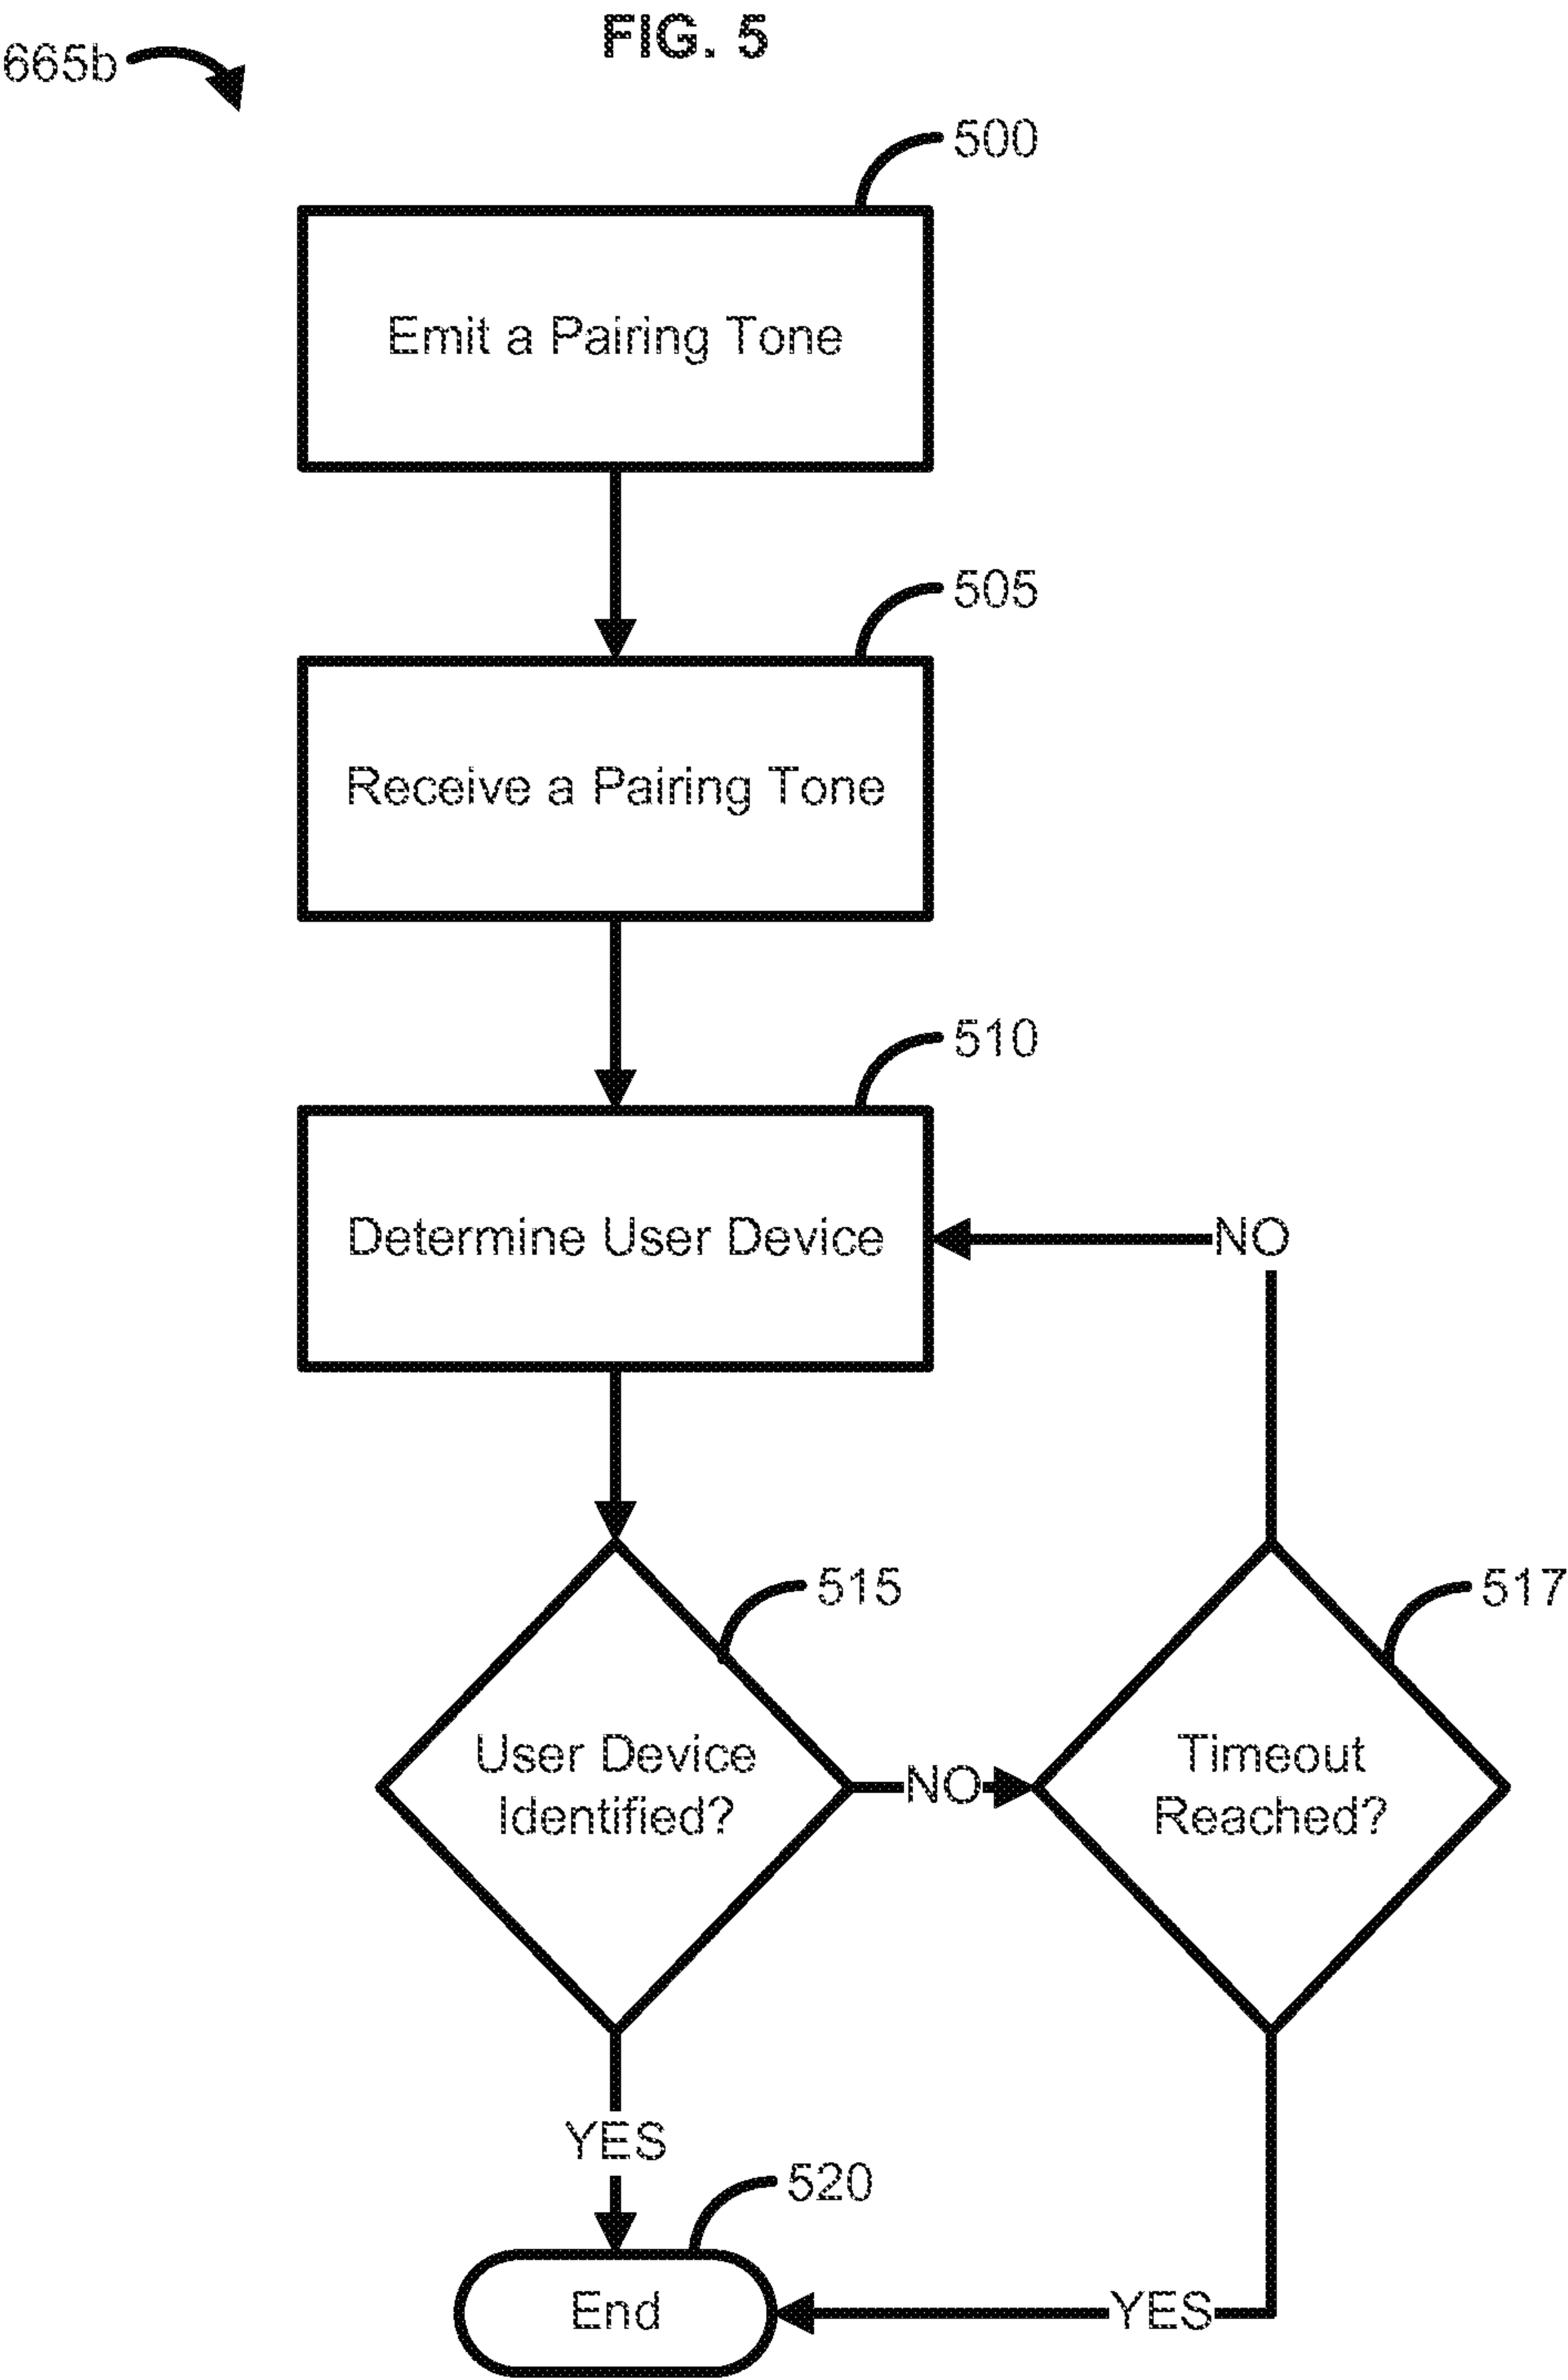 FIG. 5
665b
500
Emit a Pairing Tone
505
Receive a Pairing Tone
510
Determine User Device
NO
515
517
User Device
Identified?
NO
Timeout
Reached?
YES
520
End
YES